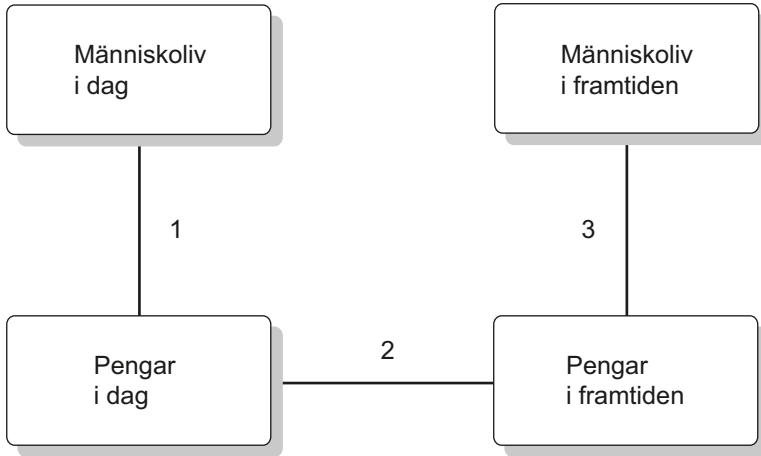 Människoliv
i dag
Människoliv
i framtiden
1
3
Pengar
i dag
2
Pengar
i framtiden